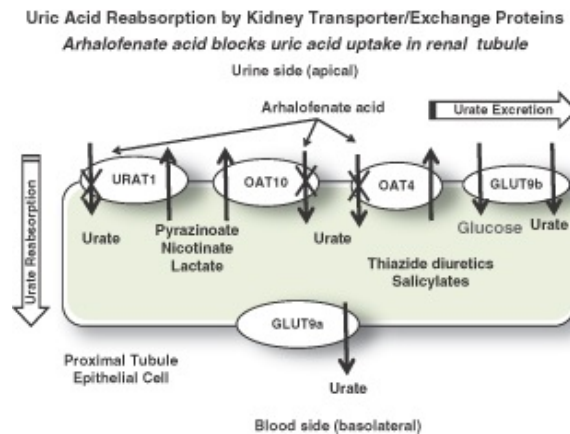 Uric Acid Reabsorption by Kidney Transporter/Exchange Proteins
Arhalofenate acid blocks uric acid uptake in renal tubule
Urine side (apical)
Arhalofenate acid
Urate Excretion
URAT1
OAT10
OAT4
GLUT9b
Urate Reabsorption
Urate
Pyrazinoate
Nicotinate
Lactate
Urate
Glucose
Urate
Thiazide diuretics
Salicylates
GLUT9a
Proximal Tubule
Epithelial Cell
Urate
Blood side (basolateral)